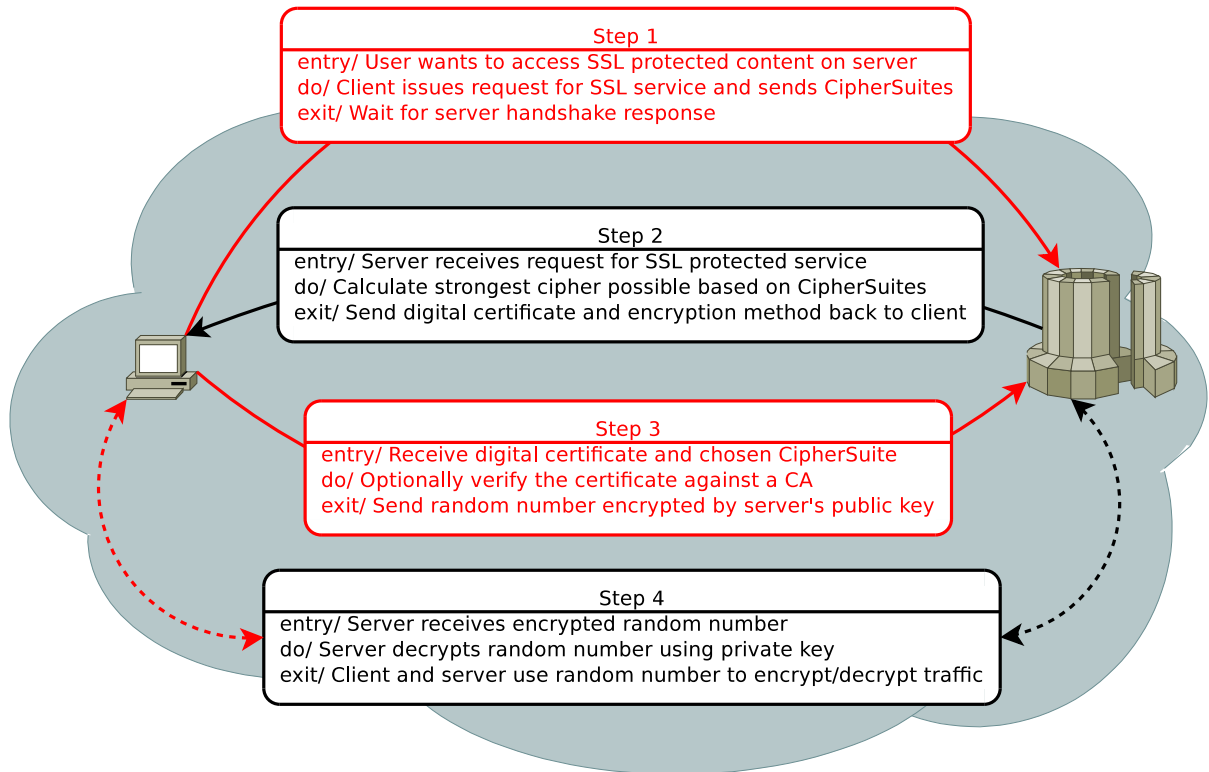 Step 1
entry/ User wants to access SSL protected content on server
do/ Client issues request for SSL service and sends CipherSuites
exit/ Wait for server handshake response
Step 2
entry/ Server receives request for SSL protected service
do/ Calculate strongest cipher possible based on CipherSuites
exit/ Send digital certificate and encryption method back to client
Step 3
entry/ Receive digital certificate and chosen CipherSuite
do/ Optionally verify the certificate against a CA
exit/ Send random number encrypted by server's public key
Step 4
entry/ Server receives encrypted random number
do/ Server decrypts random number using private key
exit/ Client and server use random number to encrypt/decrypt traffic